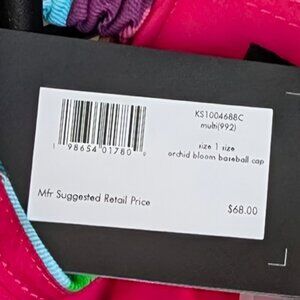 KS1004688C
multi(992)
1 98654 01780 9
size 1 size
orchid bloom baseball cap
Mfr Suggested Retail Price
$68.00